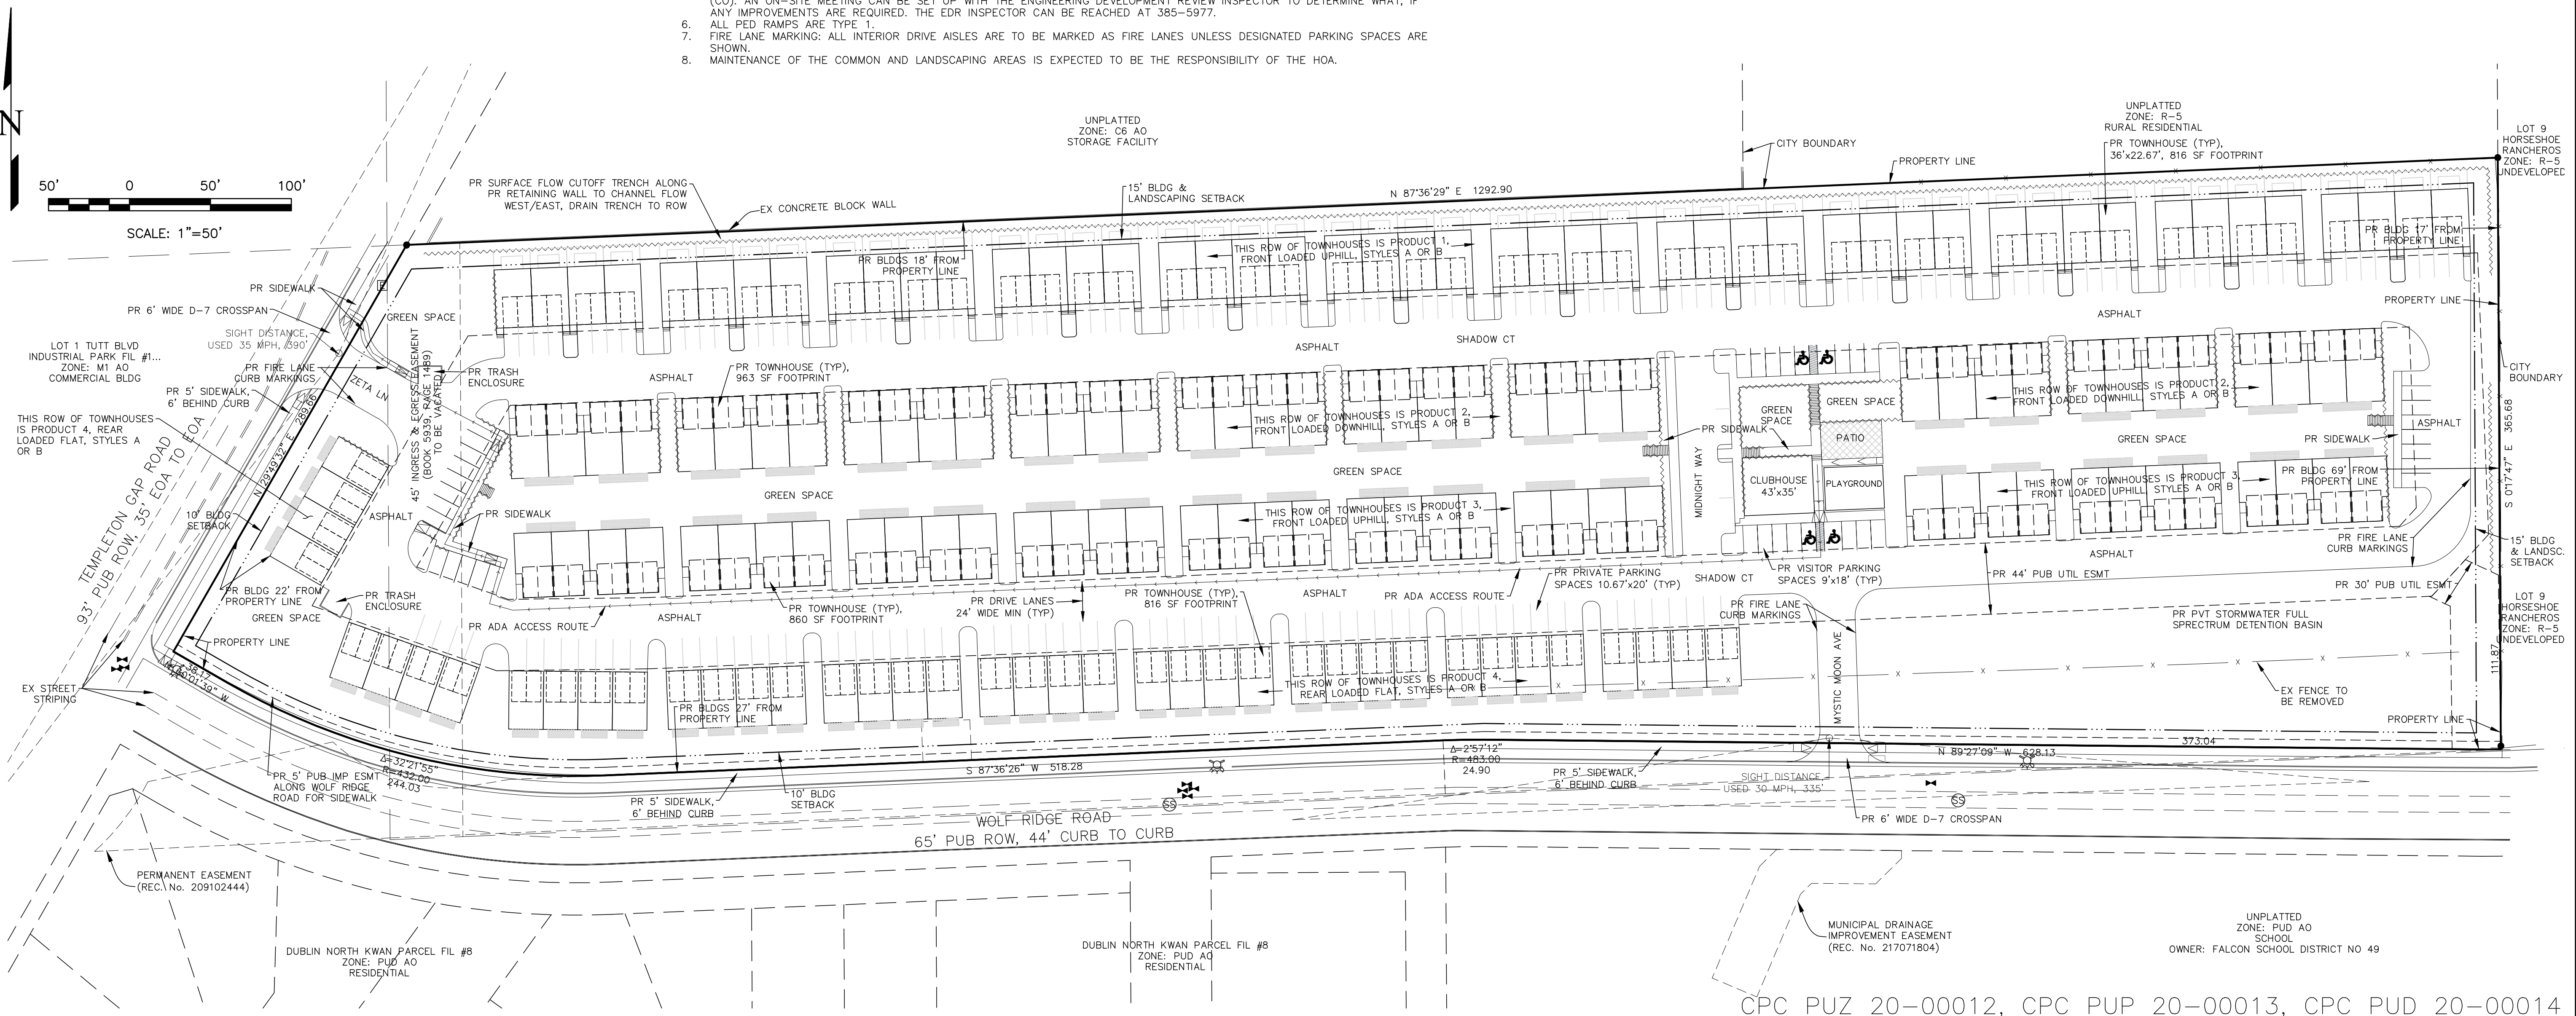 (CO). AN ON-SITE MEETING CAN BE SET UP WITH THE ENGINEERING DEVELOPMENT REVIEW INSPECTOR TO DETERMINE WHAT, IF
ANY IMPROVEMENTS ARE REQUIRED. THE EDR INSPECTOR CAN BE REACHED AT 385-5977.
6. ALL PED RAMPS ARE TYPE 1.
7. FIRE LANE MARKING: ALL INTERIOR DRIVE AISLES ARE TO BE MARKED AS FIRE LANES UNLESS DESIGNATED PARKING SPACES ARE
SHOWN.
8. MAINTENANCE OF THE COMMON AND LANDSCAPING AREAS IS EXPECTED TO BE THE RESPONSIBILITY OF THE HOA.
N
50' 0 50' 100'
SCALE: 1"=50'
UNPLATTED
ZONE: C6 AO
STORAGE FACILITY
UNPLATTED
ZONE: R-5
RURAL RESIDENTIAL
PR TOWNHOUSE (TYP),
36'x22.67', 816 SF FOOTPRINT
LOT 9
HORSESHOE
RANCHEROS
ZONE: R-5
UNDEVELOPED
CITY BOUNDARY
PROPERTY LINE
PR SURFACE FLOW CUTOFF TRENCH ALONG
PR RETAINING WALL TO CHANNEL FLOW
WEST/EAST, DRAIN TRENCH TO ROW
EX CONCRETE BLOCK WALL
15' BLDG &
LANDSCAPING SETBACK
N 87°36'29" E 1292.90
PR BLDGS 18' FROM
PROPERTY LINE
THIS ROW OF TOWNHOUSES IS PRODUCT 1,
FRONT LOADED UPHILL, STYLES A OR B
PR BLDG 17' FROM
PROPERTY LINE
PROPERTY LINE
PR SIDEWALK
PR 6' WIDE D-7 CROSSPAN
SIGHT DISTANCE,
USED 35 MPH, 390'
LOT 1 TUTT BLVD
INDUSTRIAL PARK FIL #1...
ZONE: M1 AO
COMMERCIAL BLDG
PR FIRE LANE
CURB MARKINGS
PR 5' SIDEWALK,
6' BEHIND CURB
THIS ROW OF TOWNHOUSES
IS PRODUCT 4, REAR
LOADED FLAT, STYLES A
OR B
E
GREEN SPACE
ZETA LN
45' INGRESS & EGRESS EASEMENT
(BOOK 5939, PAGE 1489)
TO BE VACATED
PR TRASH
ENCLOSURE
ASPHALT
PR TOWNHOUSE (TYP),
963 SF FOOTPRINT
ASPHALT
SHADOW CT
ASPHALT
THIS ROW OF TOWNHOUSES IS PRODUCT 2,
FRONT LOADED DOWNHILL, STYLES A OR B
GREEN
SPACE
GREEN SPACE
PR SIDEWALK
PATIO
CLUBHOUSE
43'x35'
PLAYGROUND
MIDNIGHT WAY
THIS ROW OF TOWNHOUSES IS PRODUCT 2,
FRONT LOADED DOWNHILL, STYLES A OR B
GREEN SPACE
PR SIDEWALK
ASPHALT
CITY
BOUNDARY
S 0°17'47" E 365.68
PR BLDG 69' FROM
PROPERTY LINE
THIS ROW OF TOWNHOUSES IS PRODUCT 3,
FRONT LOADED UPHILL, STYLES A OR B
GREEN SPACE
GREEN SPACE
THIS ROW OF TOWNHOUSES IS PRODUCT 3,
FRONT LOADED UPHILL, STYLES A OR B
TEMPLETON GAP ROAD
93' PUB ROW, 35' EOA TO EOA
10' BLDG
SETBACK
ASPHALT
PR SIDEWALK
PR BLDG 22' FROM
PROPERTY LINE
GREEN SPACE
PR TRASH
ENCLOSURE
PROPERTY LINE
EX STREET
STRIPING
PR ADA ACCESS ROUTE
ASPHALT
PR TOWNHOUSE (TYP),
860 SF FOOTPRINT
PR DRIVE LANES
24' WIDE MIN (TYP)
PR TOWNHOUSE (TYP),
816 SF FOOTPRINT
ASPHALT
PR ADA ACCESS ROUTE
PR PRIVATE PARKING
SPACES 10.67'x20' (TYP)
SHADOW CT
PR VISITOR PARKING
SPACES 9'x18' (TYP)
PR FIRE LANE
CURB MARKINGS
PR 44' PUB UTIL ESMT
ASPHALT
PR FIRE LANE
CURB MARKINGS
15' BLDG
& LANDSC.
SETBACK
PR 30' PUB UTIL ESMT
LOT 9
HORSESHOE
RANCHEROS
ZONE: R-5
UNDEVELOPED
PR PVT STORMWATER FULL
SPRECTRUM DETENTION BASIN
111.87
MYSTIC MOON AVE
THIS ROW OF TOWNHOUSES IS PRODUCT 4,
REAR LOADED FLAT, STYLES A OR B
PR BLDGS 27' FROM
PROPERTY LINE
EX FENCE TO
BE REMOVED
PROPERTY LINE
PR 5' PUB IMP ESMT
ALONG WOLF RIDGE
ROAD FOR SIDEWALK
Δ=32°21'55"
R=432.00
244.03
PR 5' SIDEWALK,
6' BEHIND CURB
S 87°36'26" W 518.28
10' BLDG
SETBACK
Δ=2°57'12"
R=483.00
24.90
PR 5' SIDEWALK,
6' BEHIND CURB
SIGHT DISTANCE,
USED 30 MPH, 335'
N 89°27'09" W 628.13
373.04
PR 6' WIDE D-7 CROSSPAN
SS
SS
WOLF RIDGE ROAD
65' PUB ROW, 44' CURB TO CURB
PERMANENT EASEMENT
(REC. No. 209102444)
DUBLIN NORTH KWAN PARCEL FIL #8
ZONE: PUD AO
RESIDENTIAL
DUBLIN NORTH KWAN PARCEL FIL #8
ZONE: PUD AO
RESIDENTIAL
MUNICIPAL DRAINAGE
IMPROVEMENT EASEMENT
(REC. No. 217071804)
UNPLATTED
ZONE: PUD AO
SCHOOL
OWNER: FALCON SCHOOL DISTRICT NO 49
CPC PUZ 20-00012, CPC PUP 20-00013, CPC PUD 20-00014